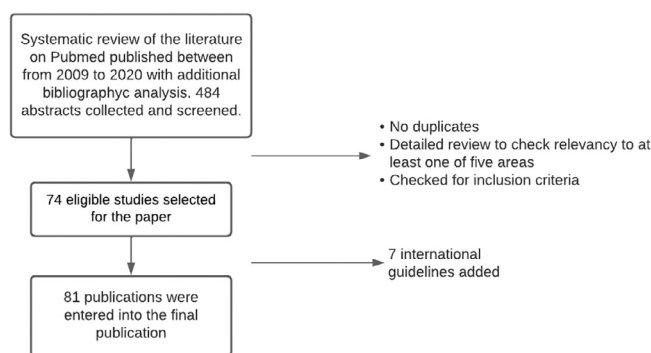 Systematic review of the literature
on Pubmed published between
from 2009 to 2020 with additional
bibliographyc analysis. 484
abstracts collected and screened.
• No duplicates
• Detailed review to check relevancy to at
least one of five areas
• Checked for inclusion criteria
74 eligible studies selected
for the paper
7 international
guidelines added
81 publications were
entered into the final
publication